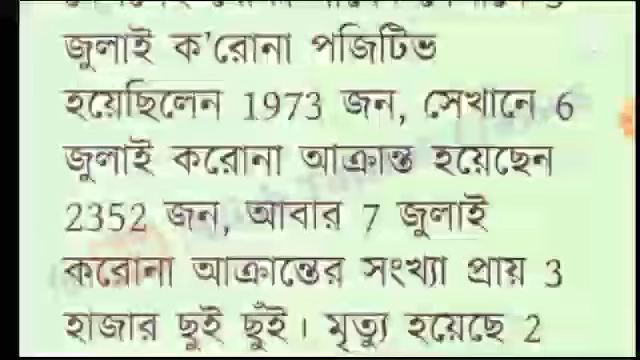 জুলাই ক'রোনা পজিটিভ
হয়েছিলেন 1973 জন, সেখানে 6
জুলাই করোনা আক্রান্ত হয়েছেন
2352 জন, আবার 7 জুলাই
করোনা আক্রান্তের সংখ্যা প্রায় 3
হাজার ছুই ছুঁই। মৃত্যু হয়েছে 2